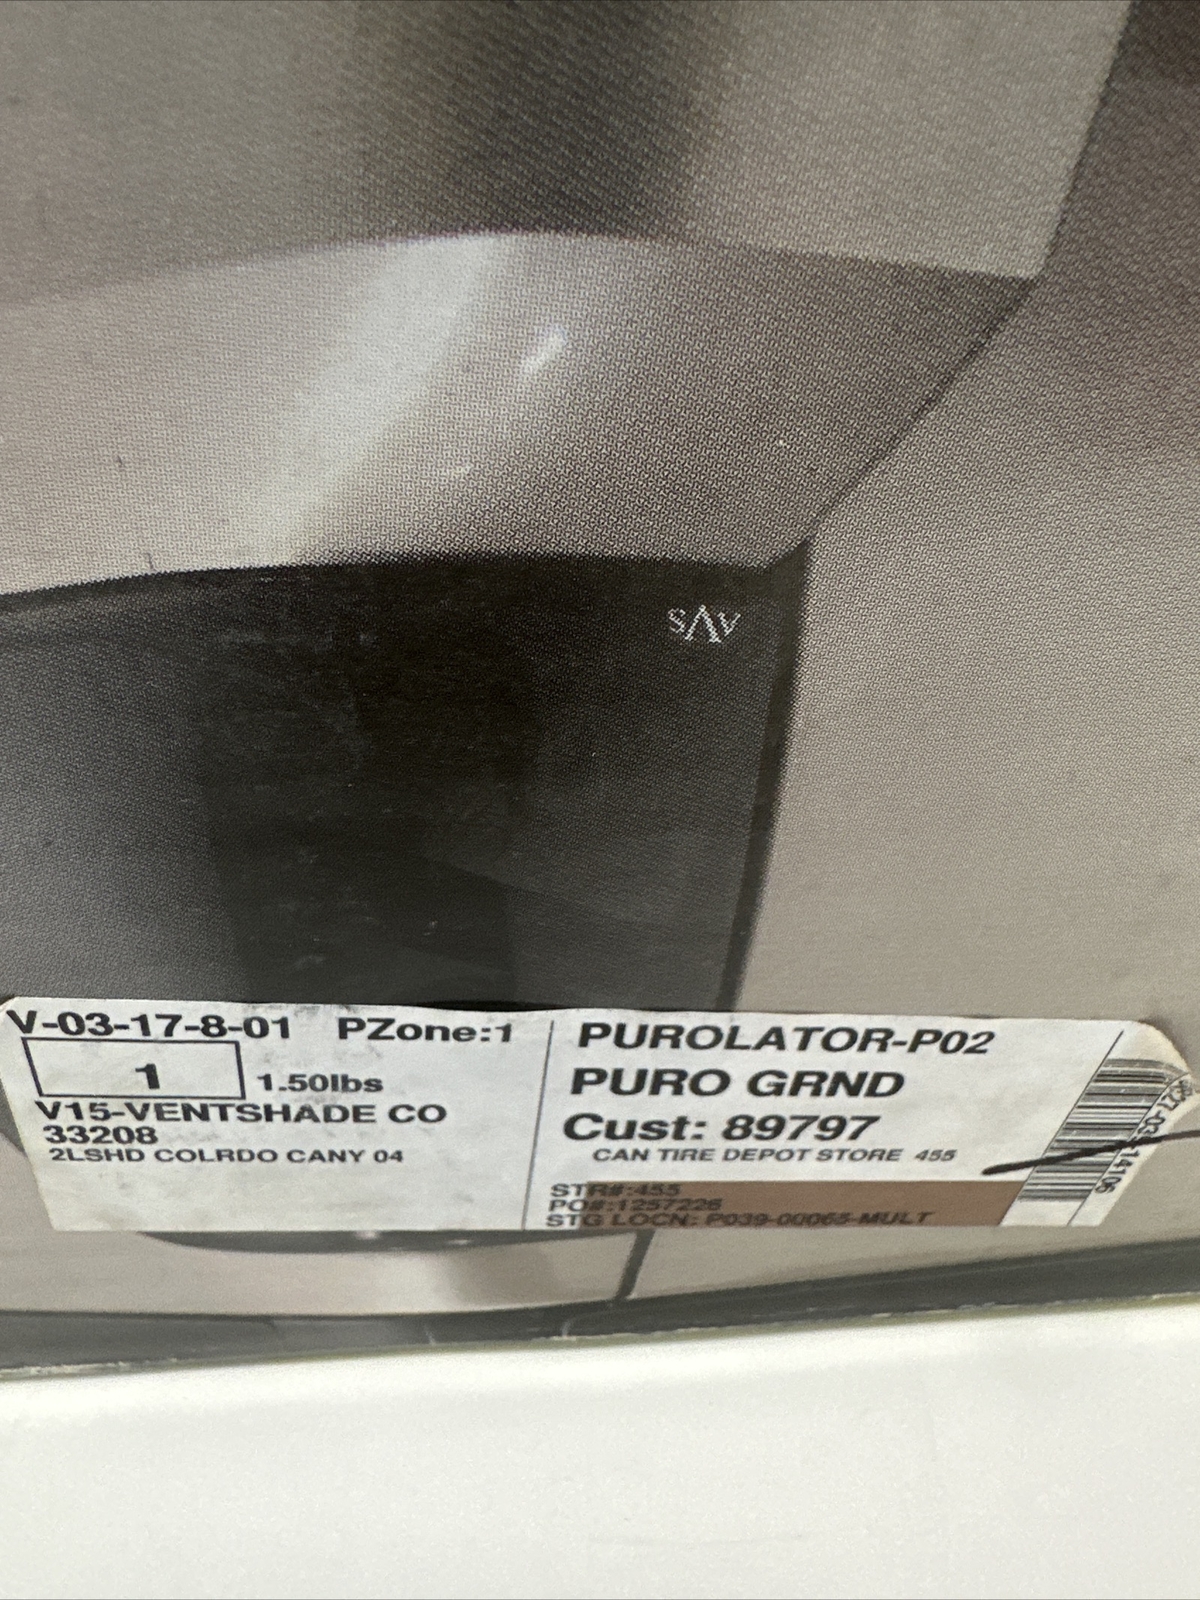 AVS
V-03-17-8-01 PZone:1
1
1.50lbs
V15-VENTSHADE CO
33208
2LSHD COLRDO CANY 04
PUROLATOR-P02
PURO GRND
Cust: 89797
CAN TIRE DEPOT STORE 455
STR#:455
PO#:1257226
STG LOCN: P039-00065-MULT